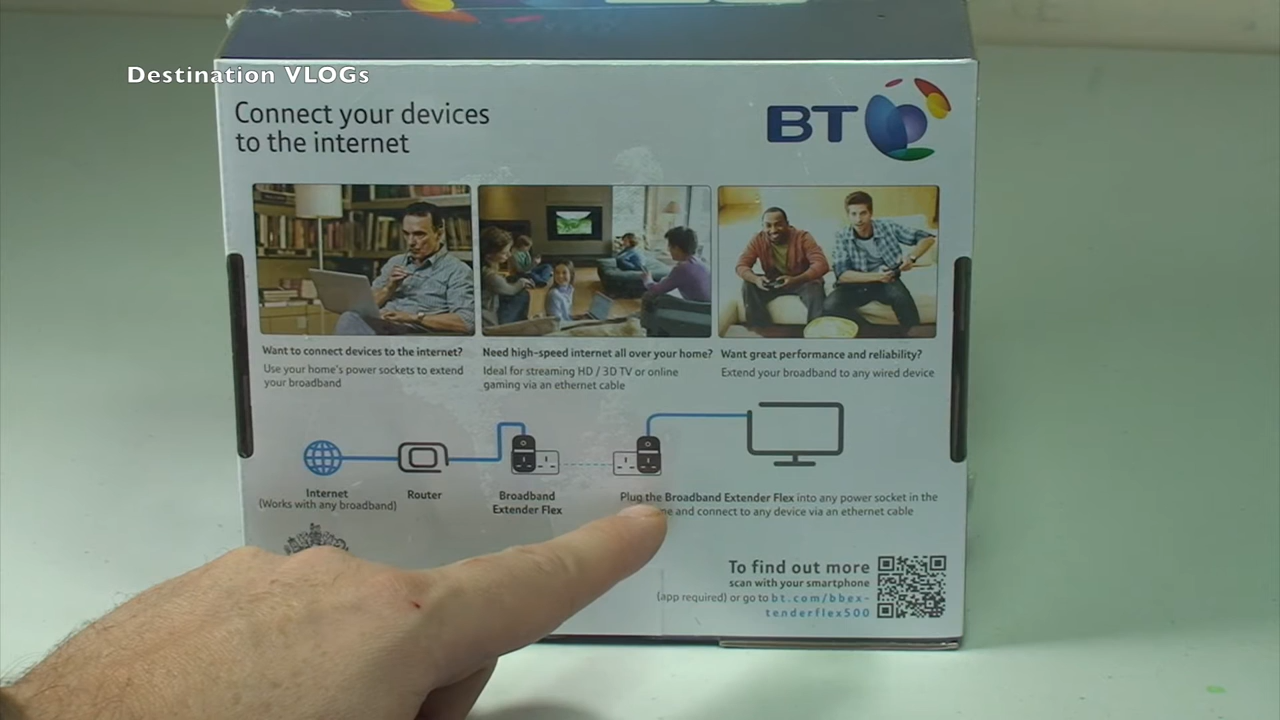 Destination VLOGs
Connect your devices
to the internet
BT
Want to connect devices to the internet?
Use your home's power sockets to extend
your broadband
Need high-speed internet all over your home?
Ideal for streaming HD / 3D TV or online
gaming via an ethernet cable
Want great performance and reliability?
Extend your broadband to any wired device
Internet
(Works with any broadband)
Router
Broadband
Extender Flex
Plug the Broadband Extender Flex into any power socket in the
and connect to any device via an ethernet cable
To find out more
scan with your smartphone
(app required) or go to bt.com/bbex-
tenderflex500